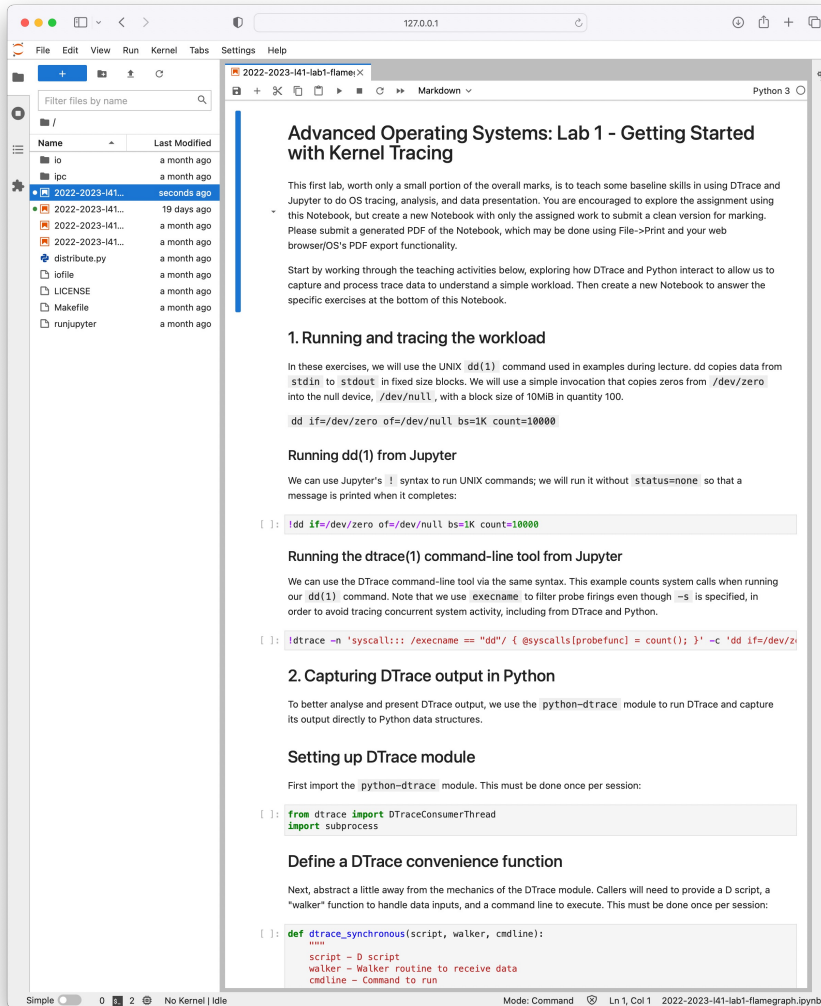 127.0.0.1
File Edit View Run Kernel Tabs Settings Help
+
Filter files by name
/
Name Last Modified
io a month ago
ipc a month ago
2022-2023-l41... seconds ago
2022-2023-l41... 19 days ago
2022-2023-l41... a month ago
2022-2023-l41... a month ago
distribute.py a month ago
iofile a month ago
LICENSE a month ago
Makefile a month ago
runjupyter a month ago
2022-2023-l41-lab1-flame
Markdown Python 3
Advanced Operating Systems: Lab 1 - Getting Started
with Kernel Tracing
This first lab, worth only a small portion of the overall marks, is to teach some baseline skills in using DTrace and
Jupyter to do OS tracing, analysis, and data presentation. You are encouraged to explore the assignment using
this Notebook, but create a new Notebook with only the assigned work to submit a clean version for marking.
Please submit a generated PDF of the Notebook, which may be done using File->Print and your web
browser/OS's PDF export functionality.
Start by working through the teaching activities below, exploring how DTrace and Python interact to allow us to
capture and process trace data to understand a simple workload. Then create a new Notebook to answer the
specific exercises at the bottom of this Notebook.
1. Running and tracing the workload
In these exercises, we will use the UNIX dd(1) command used in examples during lecture. dd copies data from
stdin to stdout in fixed size blocks. We will use a simple invocation that copies zeros from /dev/zero
into the null device, /dev/null, with a block size of 10MiB in quantity 100.
dd if=/dev/zero of=/dev/null bs=1K count=10000
Running dd(1) from Jupyter
We can use Jupyter's ! syntax to run UNIX commands; we will run it without status=none so that a
message is printed when it completes:
[ ]: !dd if=/dev/zero of=/dev/null bs=1K count=10000
Running the dtrace(1) command-line tool from Jupyter
We can use the DTrace command-line tool via the same syntax. This example counts system calls when running
our dd(1) command. Note that we use execname to filter probe firings even though -s is specified, in
order to avoid tracing concurrent system activity, including from DTrace and Python.
[ ]: !dtrace -n 'syscall::: /execname == "dd"/ { @syscalls[probefunc] = count(); }' -c 'dd if=/dev/ze
2. Capturing DTrace output in Python
To better analyse and present DTrace output, we use the python-dtrace module to run DTrace and capture
its output directly to Python data structures.
Setting up DTrace module
First import the python-dtrace module. This must be done once per session:
[ ]: from dtrace import DTraceConsumerThread
import subprocess
Define a DTrace convenience function
Next, abstract a little away from the mechanics of the DTrace module. Callers will need to provide a D script, a
"walker" function to handle data inputs, and a command line to execute. This must be done once per session:
[ ]: def dtrace_synchronous(script, walker, cmdline):
"""
script - D script
walker - Walker routine to receive data
cmdline - Command to run
Simple 0 2 No Kernel | Idle Mode: Command Ln 1, Col 1 2022-2023-l41-lab1-flamegraph.ipynb